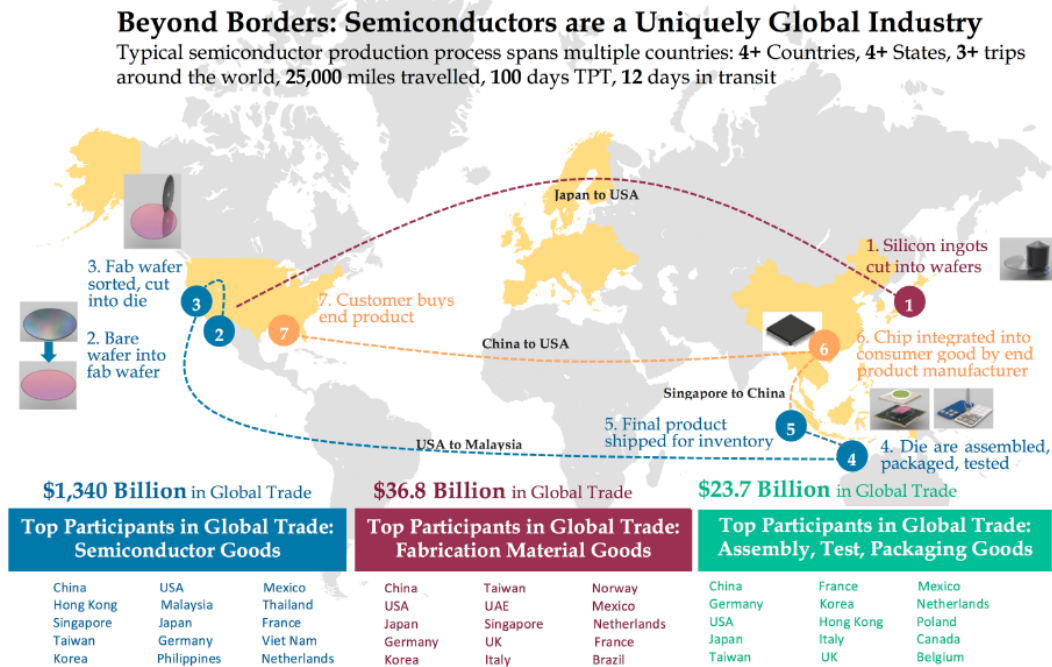 Beyond Borders: Semiconductors are a Uniquely Global Industry
Typical semiconductor production process spans multiple countries: 4+ Countries, 4+ States, 3+ trips
around the world, 25,000 miles travelled, 100 days TPT, 12 days in transit
Japan to USA
1. Silicon ingots
cut into wafers
1
3. Fab wafer
sorted, cut
into die
3
2
2. Bare
wafer into
fab wafer
7. Customer buys
end product
7
China to USA
6
6. Chip integrated into
consumer good by end
product manufacturer
Singapore to China
5. Final product
shipped for inventory
5
USA to Malaysia
4
4. Die are assembled,
packaged, tested
$1,340 Billion in Global Trade
Top Participants in Global Trade:
Semiconductor Goods
China USA Mexico
Hong Kong Malaysia Thailand
Singapore Japan France
Taiwan Germany Viet Nam
Korea Philippines Netherlands
$36.8 Billion in Global Trade
Top Participants in Global Trade:
Fabrication Material Goods
China Taiwan Norway
USA UAE Mexico
Japan Singapore Netherlands
Germany UK France
Korea Italy Brazil
$23.7 Billion in Global Trade
Top Participants in Global Trade:
Assembly, Test, Packaging Goods
China France Mexico
Germany Korea Netherlands
USA Hong Kong Poland
Japan Italy Canada
Taiwan UK Belgium